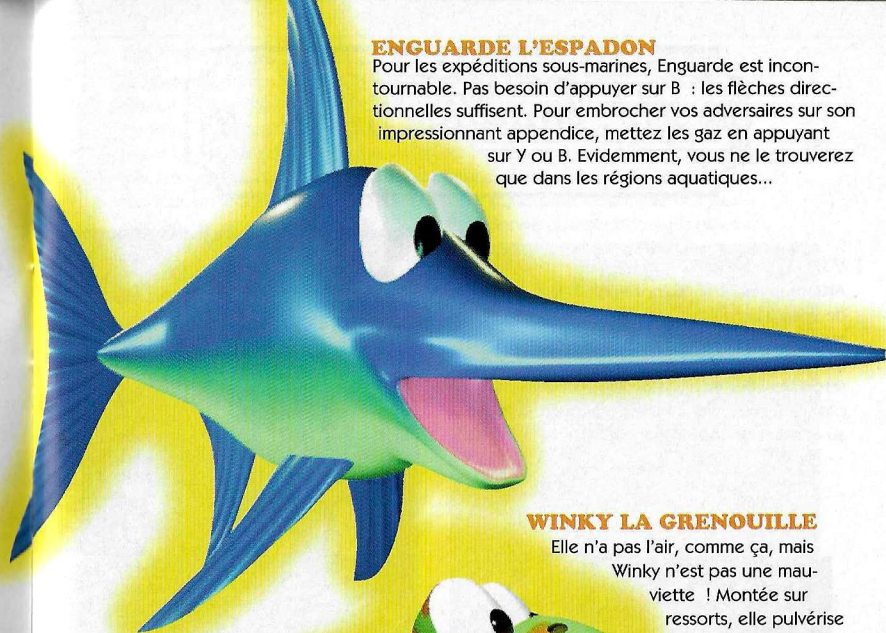 ENGUARDE L'ESPADON
Pour les expéditions sous-marines, Enguarde est incon-
tournable. Pas besoin d'appuyer sur B : les flèches direc-
tionnelles suffisent. Pour embrocher vos adversaires sur son
impressionnant appendice, mettez les gaz en appuyant
sur Y ou B. Evidemment, vous ne le trouverez
que dans les régions aquatiques...
WINKY LA GRENOUILLE
Elle n'a pas l'air, comme ça, mais
Winky n'est pas une mau-
viette ! Montée sur
ressorts, elle pulvérise